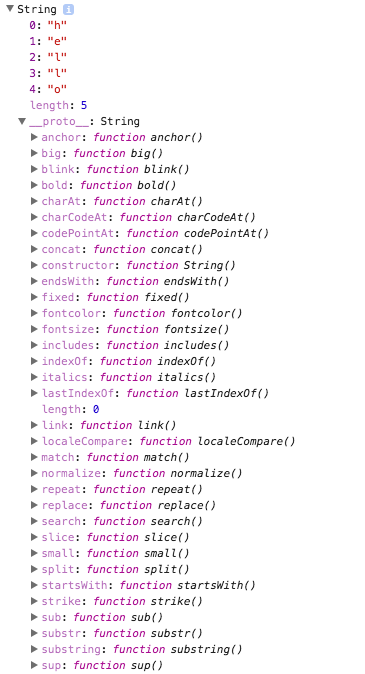 String i
0: "h"
1: "e"
2: "l"
3: "l"
4: "o"
length: 5
__proto__: String
anchor: function anchor()
big: function big()
blink: function blink()
bold: function bold()
charAt: function charAt()
charCodeAt: function charCodeAt()
codePointAt: function codePointAt()
concat: function concat()
constructor: function String()
endsWith: function endsWith()
fixed: function fixed()
fontcolor: function fontcolor()
fontsize: function fontsize()
includes: function includes()
indexOf: function indexOf()
italics: function italics()
lastIndexOf: function lastIndexOf()
length: 0
link: function link()
localeCompare: function localeCompare()
match: function match()
normalize: function normalize()
repeat: function repeat()
replace: function replace()
search: function search()
slice: function slice()
small: function small()
split: function split()
startsWith: function startsWith()
strike: function strike()
sub: function sub()
substr: function substr()
substring: function substring()
sup: function sup()